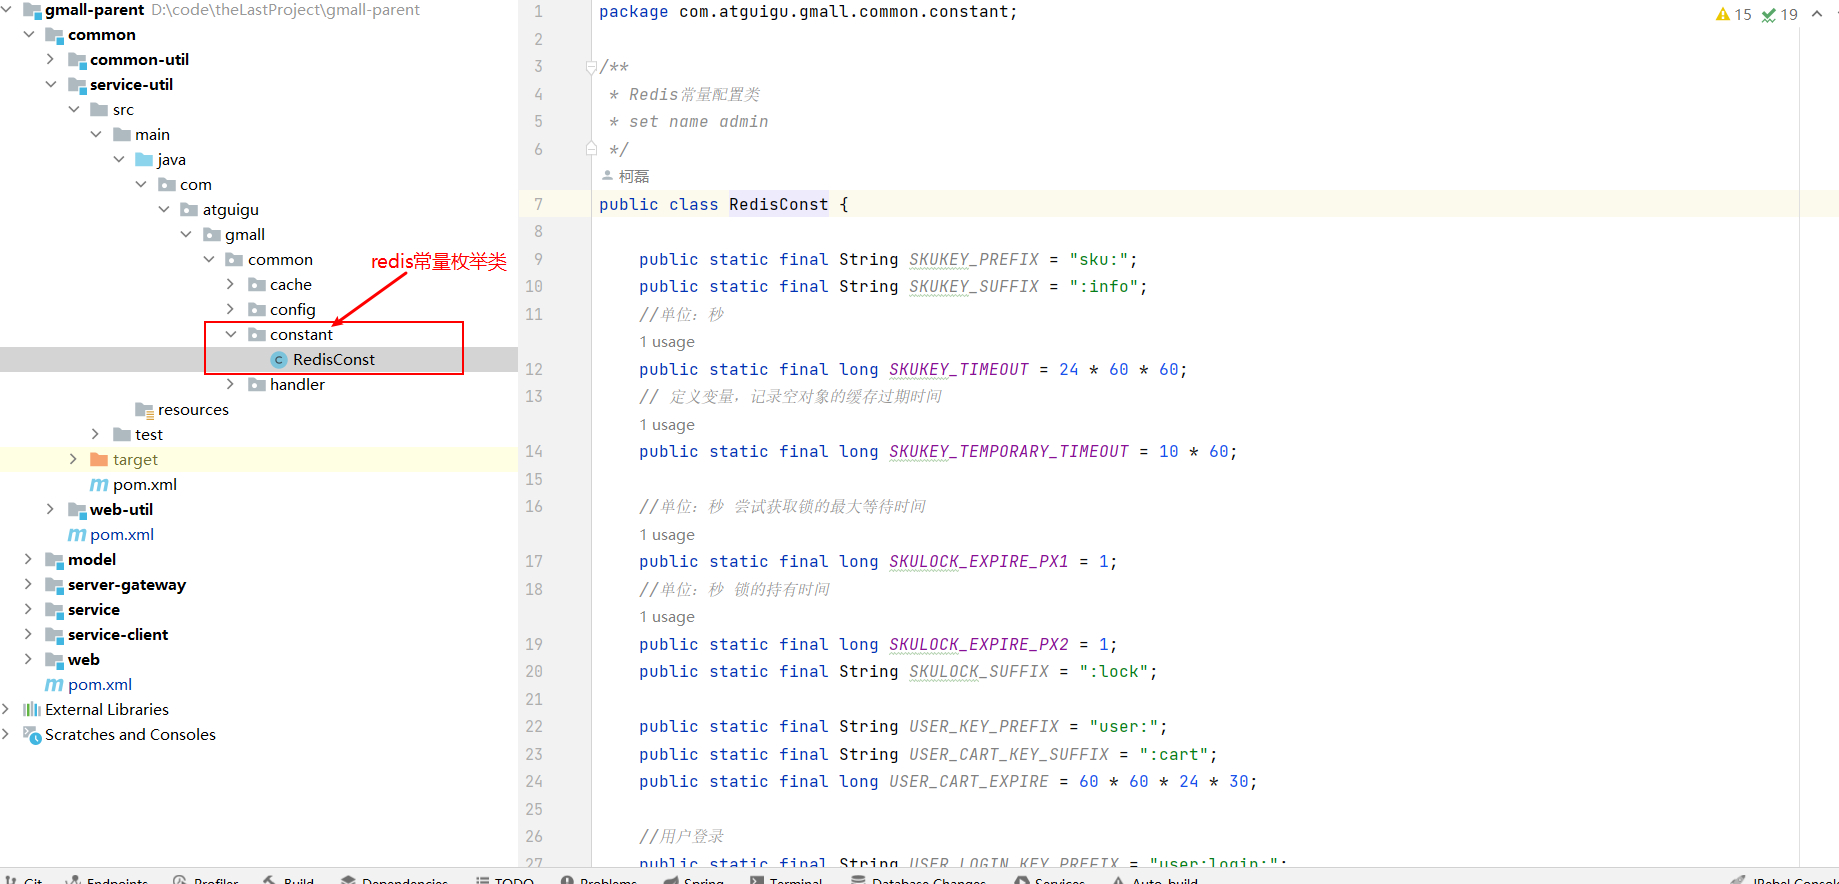 gmall-parent D:\code\theLastProject\gmall-parent
common
common-util
service-util
src
main
java
com
atguigu
gmall
common
redis常量枚举类
cache
config
constant
RedisConst
handler
resources
test
target
pom.xml
web-util
pom.xml
model
server-gateway
service
service-client
web
pom.xml
External Libraries
Scratches and Consoles
15 19
1 package com.atguigu.gmall.common.constant;
2
3 /**
4 * Redis常量配置类
5 * set name admin
6 */
柯磊
7 public class RedisConst {
8
9 public static final String SKUKEY_PREFIX = "sku:";
10 public static final String SKUKEY_SUFFIX = ":info";
11 //单位：秒
1 usage
12 public static final long SKUKEY_TIMEOUT = 24 * 60 * 60;
13 // 定义变量，记录空对象的缓存过期时间
1 usage
14 public static final long SKUKEY_TEMPORARY_TIMEOUT = 10 * 60;
15
16 //单位：秒 尝试获取锁的最大等待时间
1 usage
17 public static final long SKULOCK_EXPIRE_PX1 = 1;
18 //单位：秒 锁的持有时间
1 usage
19 public static final long SKULOCK_EXPIRE_PX2 = 1;
20 public static final String SKULOCK_SUFFIX = ":lock";
21
22 public static final String USER_KEY_PREFIX = "user:";
23 public static final String USER_CART_KEY_SUFFIX = ":cart";
24 public static final long USER_CART_EXPIRE = 60 * 60 * 24 * 30;
25
26 //用户登录
27 public static final String USER_LOGIN_KEY_PREFIX = "user:login:";
Git Endpoints Profiler Build Dependencies TODO Problems Spring Terminal Database Changes Services Auto-build JRebel Console